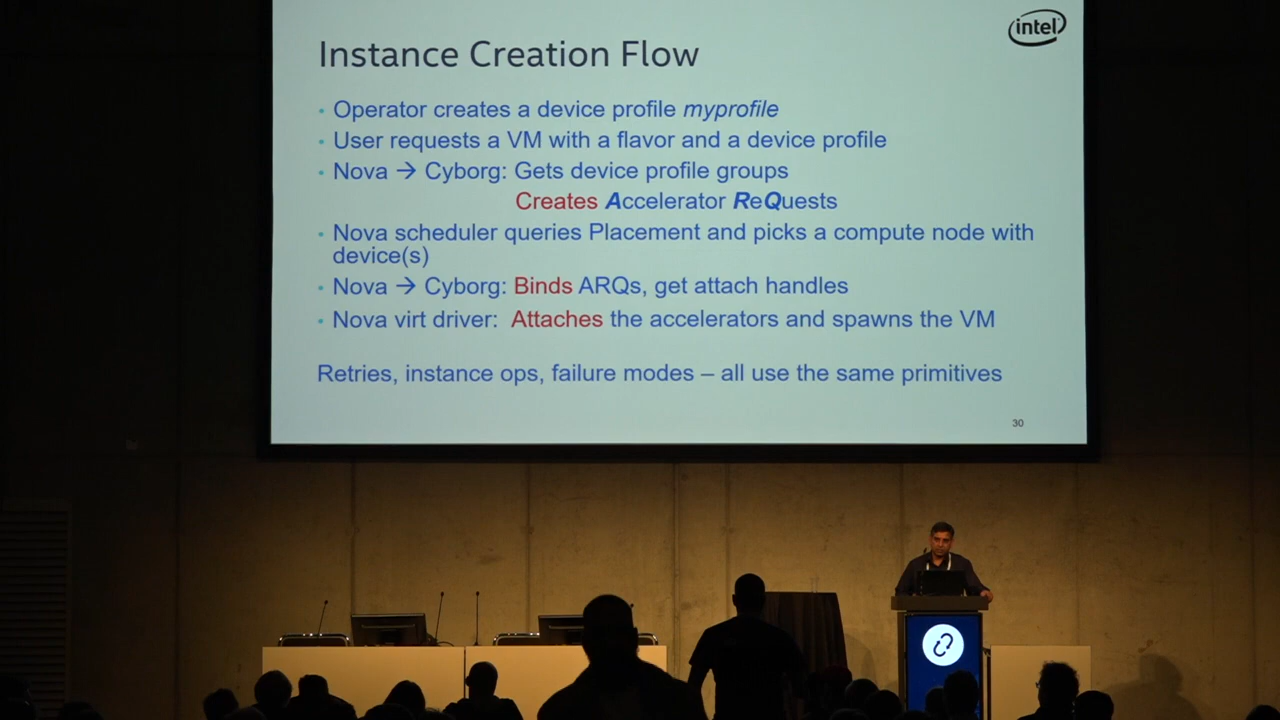 intel
Instance Creation Flow
• Operator creates a device profile myprofile
• User requests a VM with a flavor and a device profile
• Nova → Cyborg: Gets device profile groups
Creates Accelerator ReQuests
• Nova scheduler queries Placement and picks a compute node with
device(s)
• Nova → Cyborg: Binds ARQs, get attach handles
• Nova virt driver: Attaches the accelerators and spawns the VM
Retries, instance ops, failure modes – all use the same primitives
30